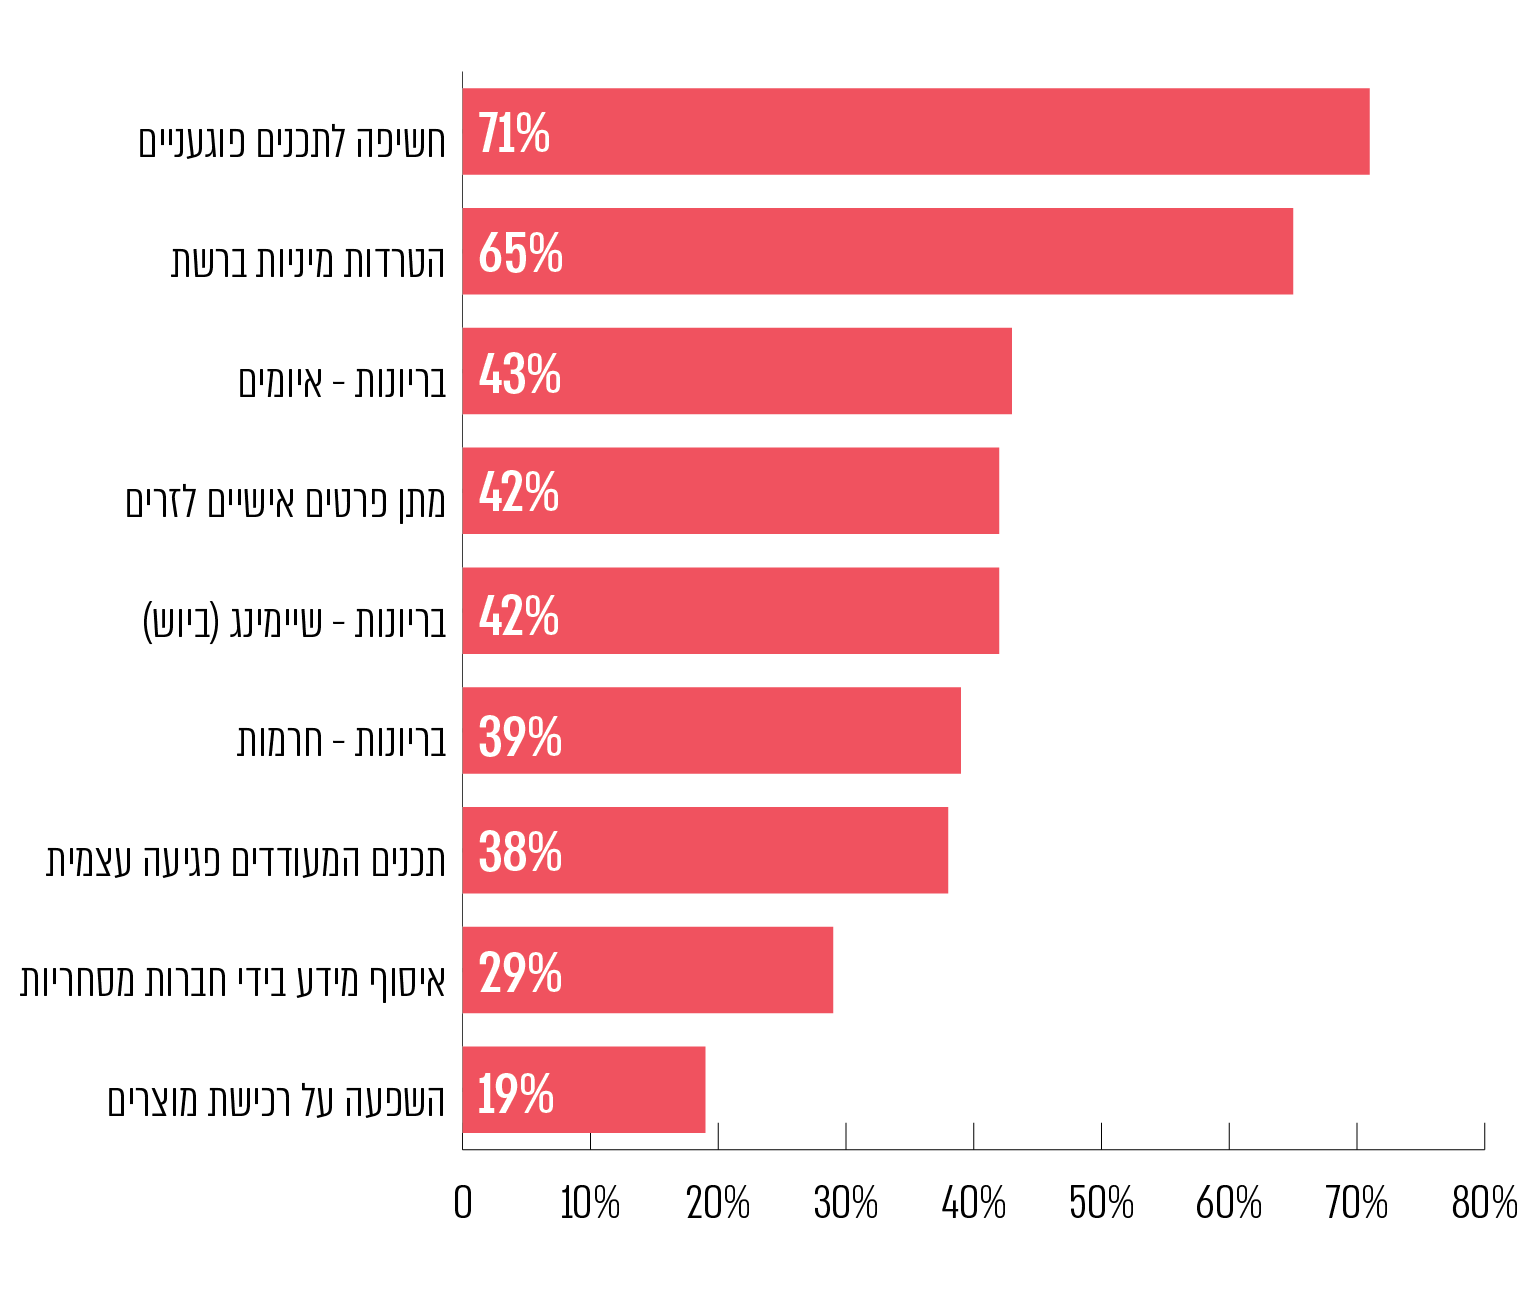 חשיפה לתכנים פוגעניים 71%
הטרדות מיניות ברשת 65%
בריונות - איומים 43%
מתן פרטים אישיים לזרים 42%
בריונות - שיימינג (ביוש) 42%
בריונות - חרמות 39%
תכנים המעודדים פגיעה עצמית 38%
איסוף מידע בידי חברות מסחריות 29%
השפעה על רכישת מוצרים 19%
0 10% 20% 30% 40% 50% 60% 70% 80%